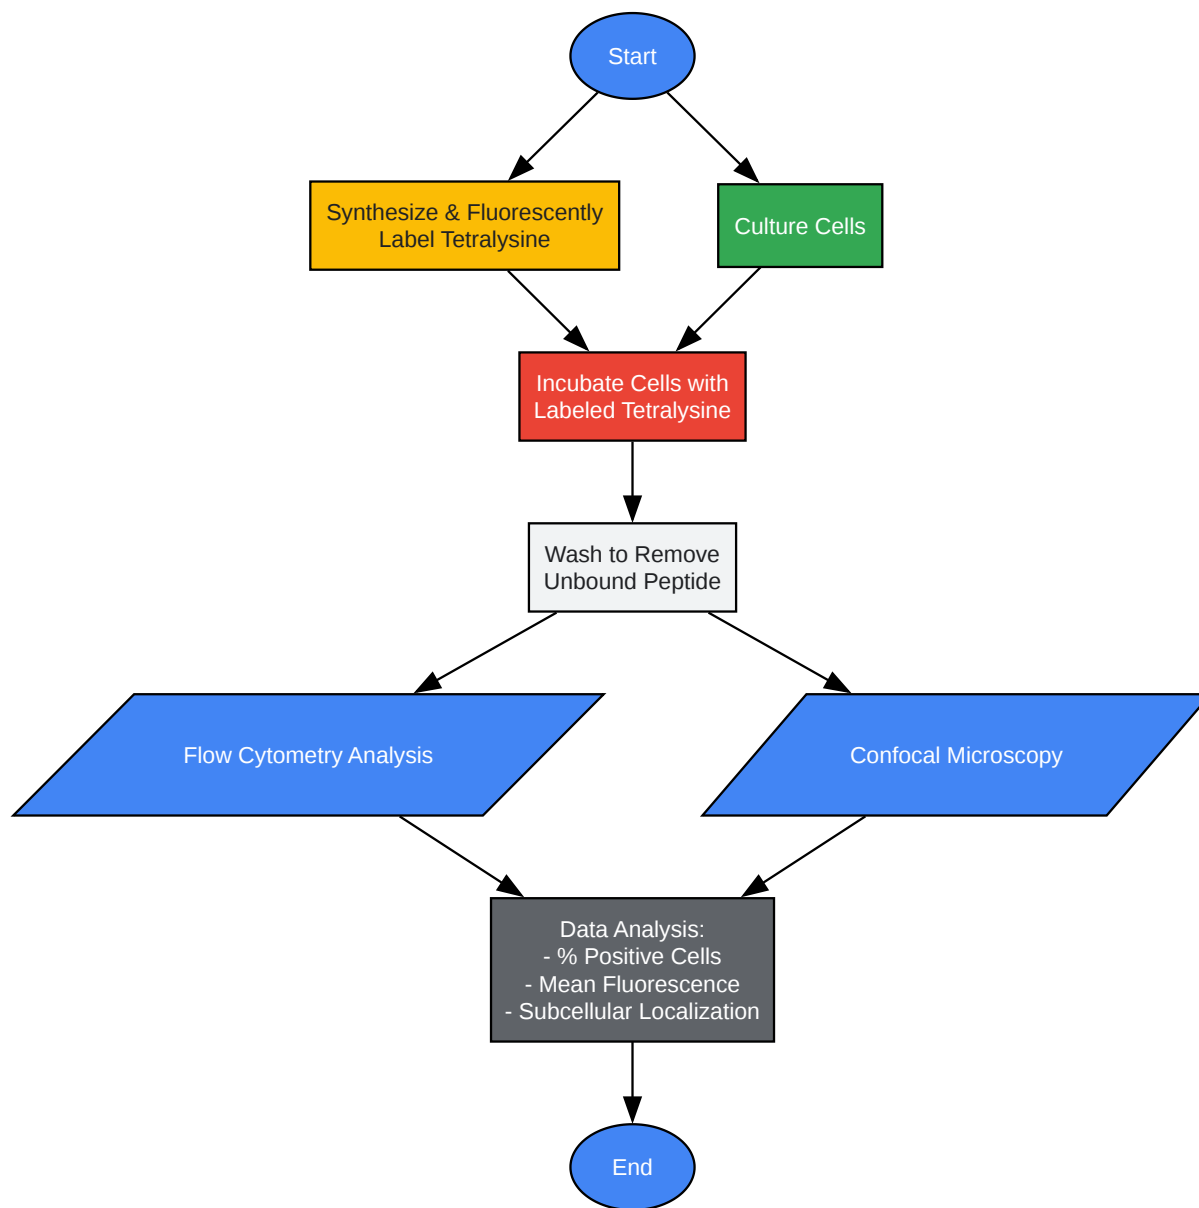 Start
Synthesize & Fluorescently
Label Tetralysine
Culture Cells
Incubate Cells with
Labeled Tetralysine
Wash to Remove
Unbound Peptide
Flow Cytometry Analysis
Confocal Microscopy
Data Analysis:
- % Positive Cells
- Mean Fluorescence
- Subcellular Localization
End